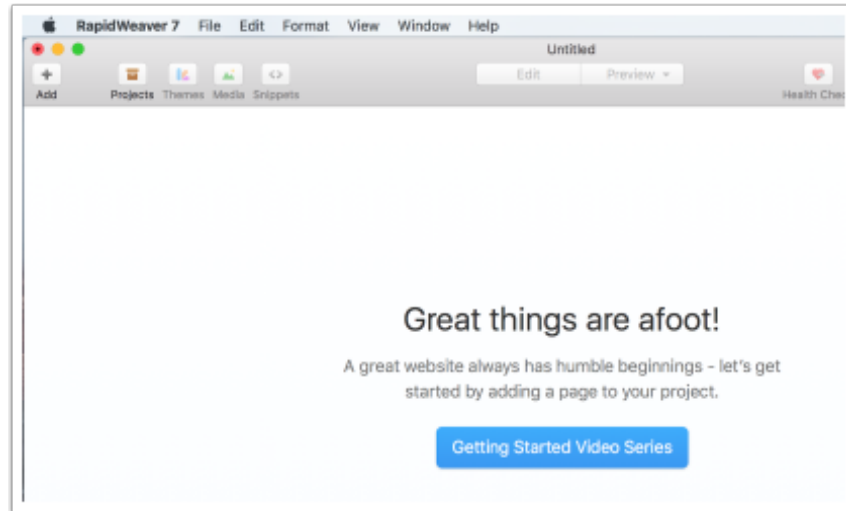 RapidWeaver 7 File Edit Format View Window Help
Untitled
Edit Preview
Add Projects Themes Media Snippets Health Chec
Great things are afoot!
A great website always has humble beginnings - let's get
started by adding a page to your project.
Getting Started Video Series